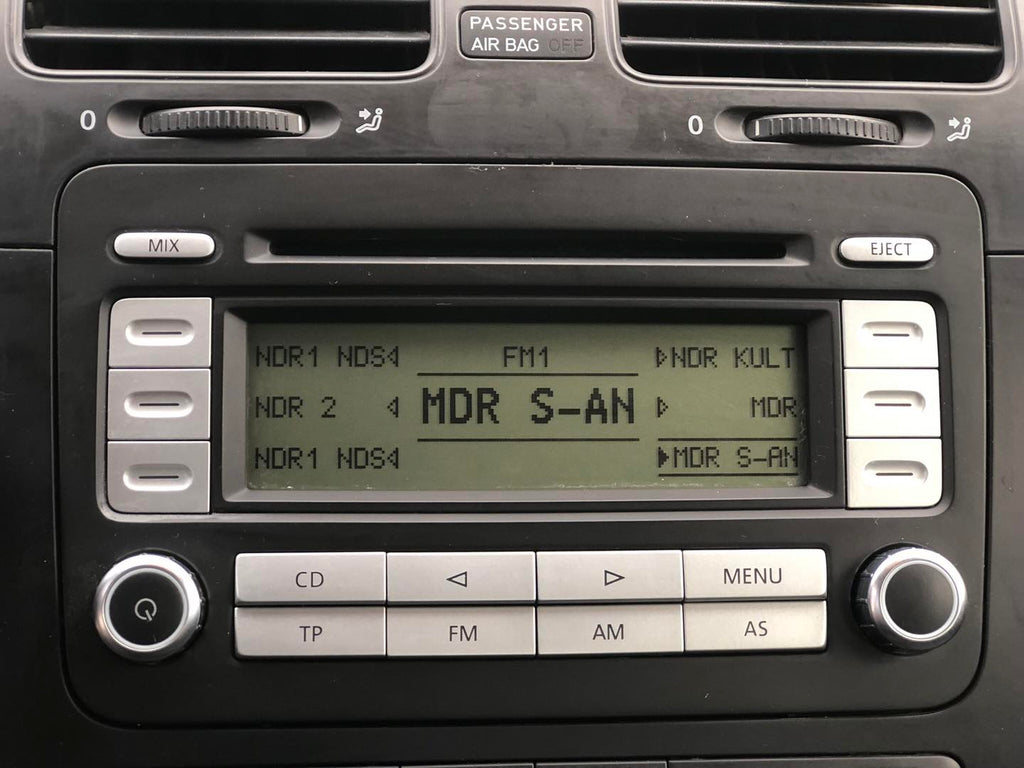 PASSENGER
AIR BAG OFF
0
0
MIX
EJECT
NDR1 NDS
FM1
NDR KULT
NDR 2
MDR S-AN
MDR
NDR1 NDS
MDR S-AN
CD
MENU
TP
FM
AM
AS